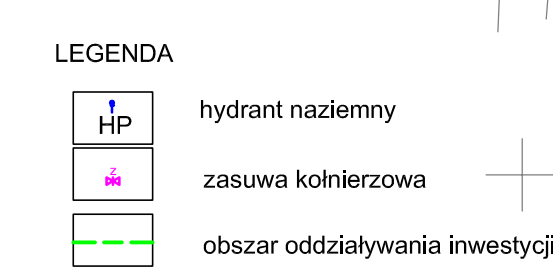 LEGENDA
HP hydrant naziemny
z zasuwa kołnierzowa
obszar oddziaływania inwestycji